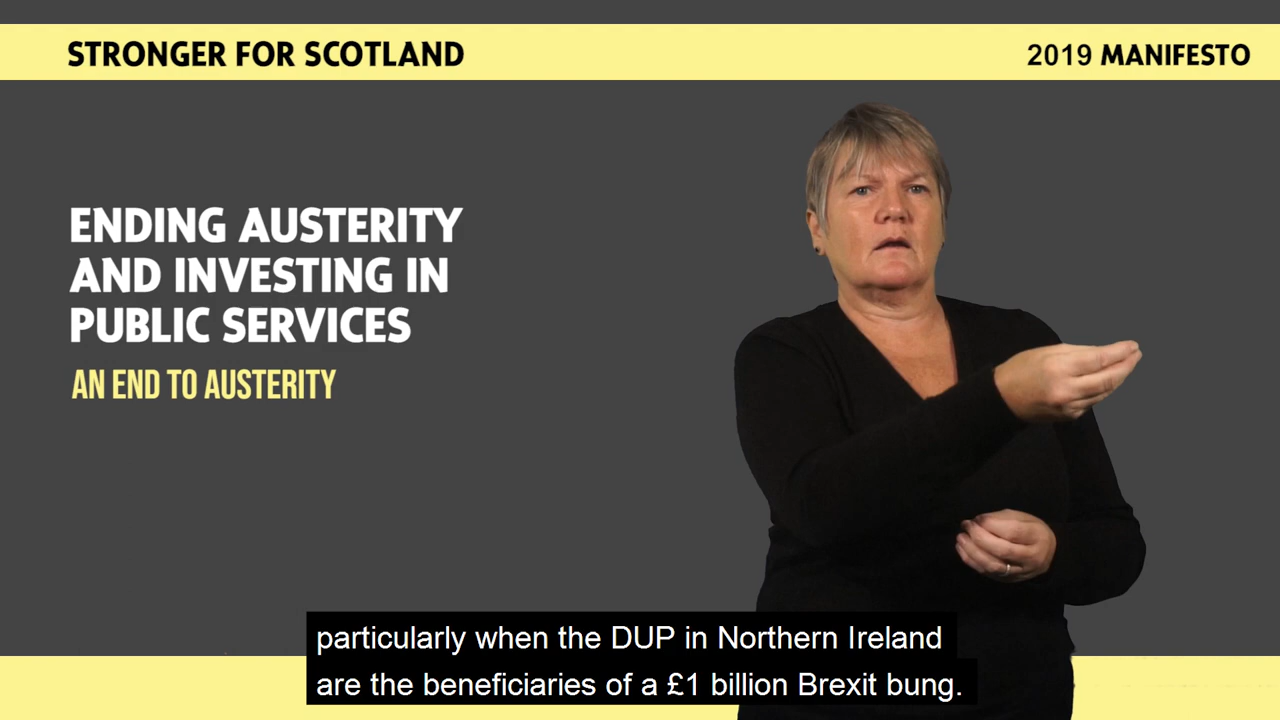 STRONGER FOR SCOTLAND
2019 MANIFESTO
ENDING AUSTERITY
AND INVESTING IN
PUBLIC SERVICES
AN END TO AUSTERITY
particularly when the DUP in Northern Ireland
are the beneficiaries of a £1 billion Brexit bung.